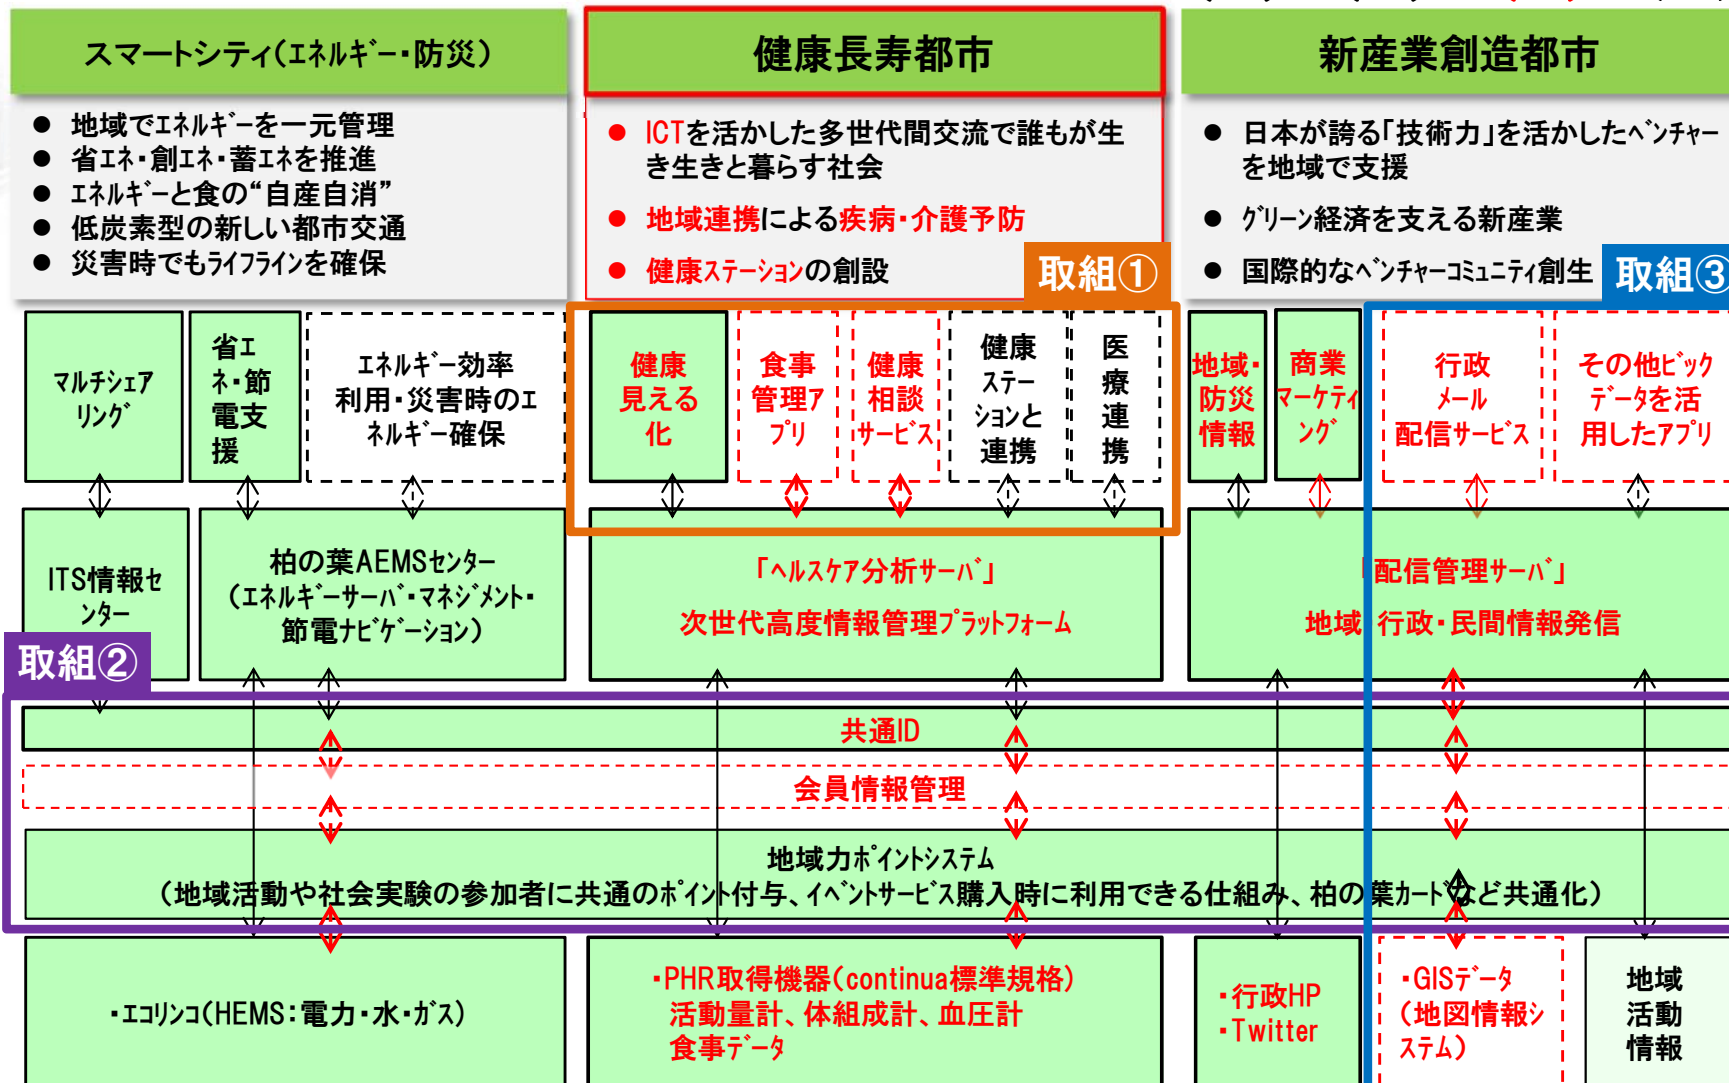 スマートシティ(エネルギー・防災)
健康長寿都市
新産業創造都市
● 地域でエネルギーを一元管理
● 省エネ・創エネ・蓄エネを推進
● エネルギーと食の“自産自消”
● 低炭素型の新しい都市交通
● 災害時でもライフラインを確保
● ICTを活かした多世代間交流で誰もが生
き生きと暮らす社会
● 地域連携による疾病・介護予防
● 健康ステーションの創設
取組①
● 日本が誇る「技術力」を活かしたベンチャー
を地域で支援
● グリーン経済を支える新産業
● 国際的なベンチャーコミュニティ創生
取組③
マルチシェア
リング
省エ
ネ・節
電支
援
エネルギー効率
利用・災害時のエ
ネルギー確保
健康
見える
化
食事
管理ア
プリ
健康
相談
サービス
健康
ステー
ションと
連携
医
療
連
携
地域・
防災
情報
商業
マーケティ
ング
行政
メール
配信サービス
その他ビック
データを活
用したアプリ
ITS情報セ
ンター
柏の葉AEMSセンター
(エネルギーサーバ・マネジメント・
節電ナビゲーション)
「ヘルスケア分析サーバ」
次世代高度情報管理プラットフォーム
「配信管理サーバ」
地域 行政・民間情報発信
取組②
共通ID
会員情報管理
地域力ポイントシステム
(地域活動や社会実験の参加者に共通のポイント付与、イベントサービス購入時に利用できる仕組み、柏の葉カードなど共通化)
・エコリンコ(HEMS:電力・水・ガス)
・PHR取得機器(continua標準規格)
活動量計、体組成計、血圧計
食事データ
・行政HP
・Twitter
・GISデータ
(地図情報シ
ステム)
地域
活動
情報